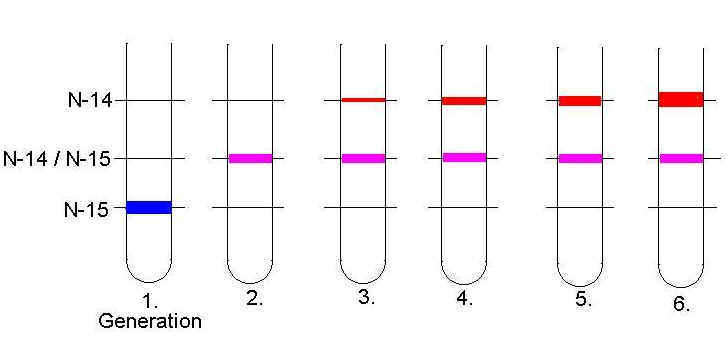 N-14
N-14 / N-15
N-15
1. 2. 3. 4. 5. 6.
Generation